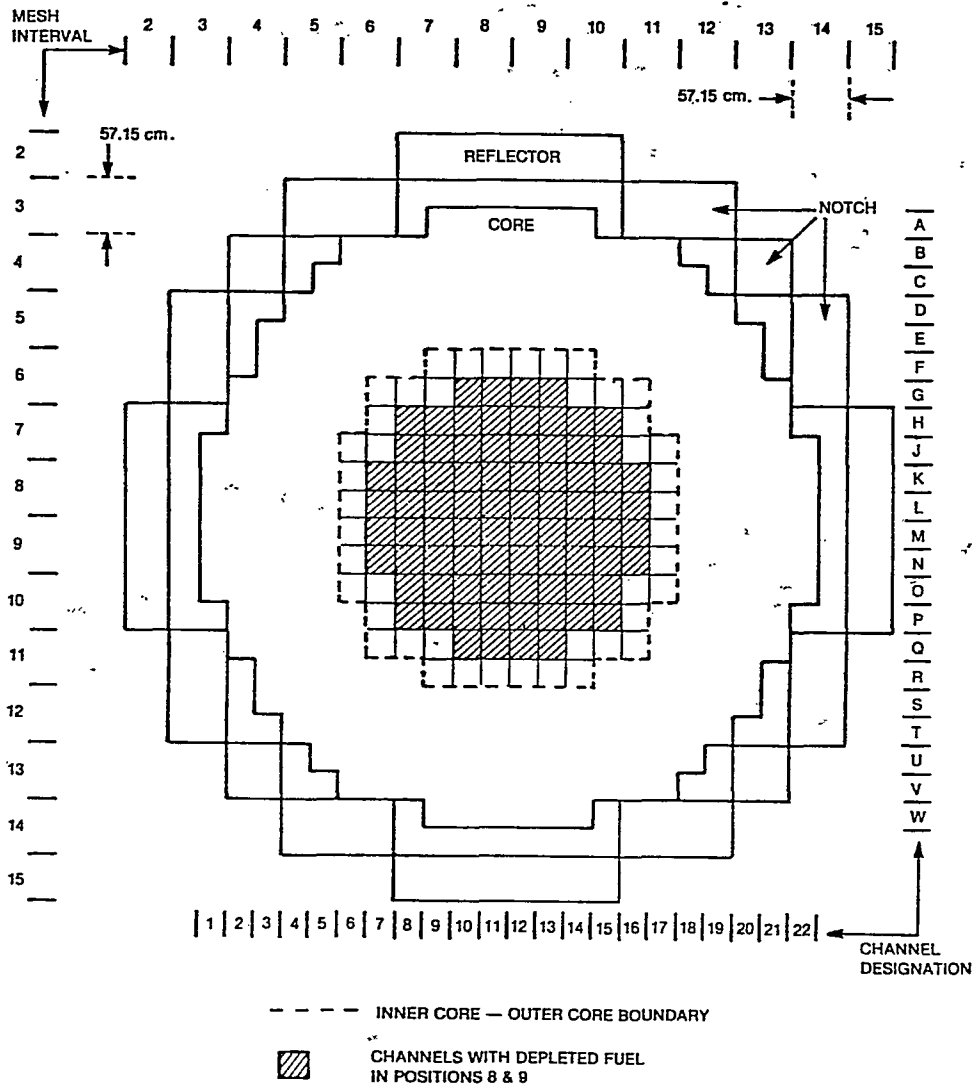 MESH
INTERVAL
2 3 4 5 6 7 8 9 10 11 12 13 14 15
57.15 cm.
57.15 cm.
2
3
4
5
6
7
8
9
10
11
12
13
14
15
REFLECTOR
CORE
NOTCH
A
B
C
D
E
F
G
H
J
K
L
M
N
O
P
Q
R
S
T
U
V
W
1 2 3 4 5 6 7 8 9 10 11 12 13 14 15 16 17 18 19 20 21 22
CHANNEL
DESIGNATION
INNER CORE — OUTER CORE BOUNDARY
CHANNELS WITH DEPLETED FUEL
IN POSITIONS 8 & 9